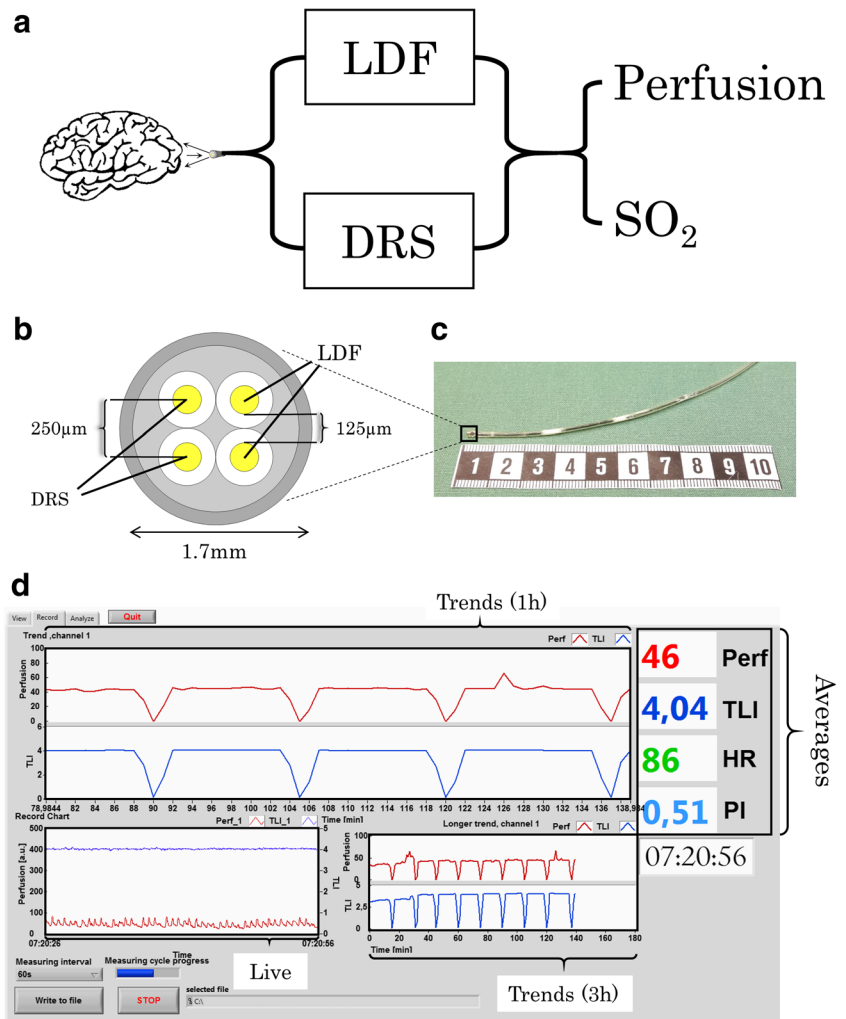 a
LDF
DRS
Perfusion
SO2
b
LDF
250μm
125μm
DRS
1.7mm
c
1 2 3 4 5 6 7 8 9 10
d
Trends (1h)
View Record Analyze Quit
Trend ,channel 1
Perf TLI
Perfusion
100
80
60
40
20
0
TLI
6
4
2
0
78,9844 82 84 86 88 90 92 94 96 98 100 102 104 106 108 110 112 114 116 118 120 122 124 126 128 130 132 134 136 138,984
Time [min]
46 Perf
4,04 TLI
86 HR
0,51 PI
Averages
07:20:56
Record Chart
Perf_1 TLI_1
Perfusion [a.u.]
500
400
300
200
100
0
5
4
3
2
1
0
TLI
07:20:26
07:20:56
Time
Live
Longer trend, channel 1
Perf TLI
Perfusion
100
50
0
TLI
5
2,5
0
0 20 40 60 80 100 120 140 160 180
Time [min]
Trends (3h)
Measuring interval
60s
Measuring cycle progress
Write to file
STOP
selected file
C:\